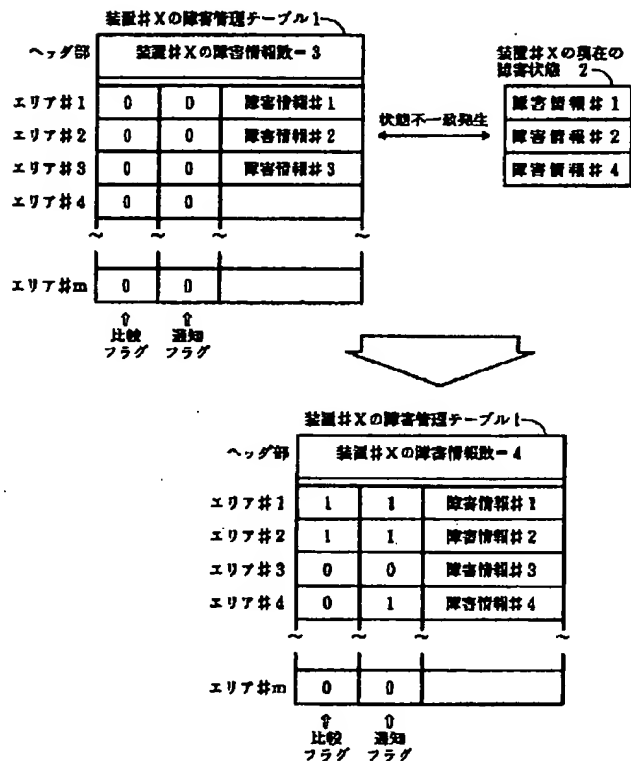 装置#Xの障害管理テーブル1
ヘッダ部 装置#Xの障害情報数=3
エリア#1 0 0 障害情報#1
エリア#2 0 0 障害情報#2
エリア#3 0 0 障害情報#3
エリア#4 0 0
~ ~ ~ ~
エリア#m 0 0
⇧ ⇧
比較 通知
フラグ フラグ
状態不一致発生
装置#Xの現在の
障害状態 2
障害情報#1
障害情報#2
障害情報#4
装置#Xの障害管理テーブル1
ヘッダ部 装置#Xの障害情報数=4
エリア#1 1 1 障害情報#1
エリア#2 1 1 障害情報#2
エリア#3 0 0 障害情報#3
エリア#4 0 1 障害情報#4
~ ~ ~ ~
エリア#m 0 0
⇧ ⇧
比較 通知
フラグ フラグ